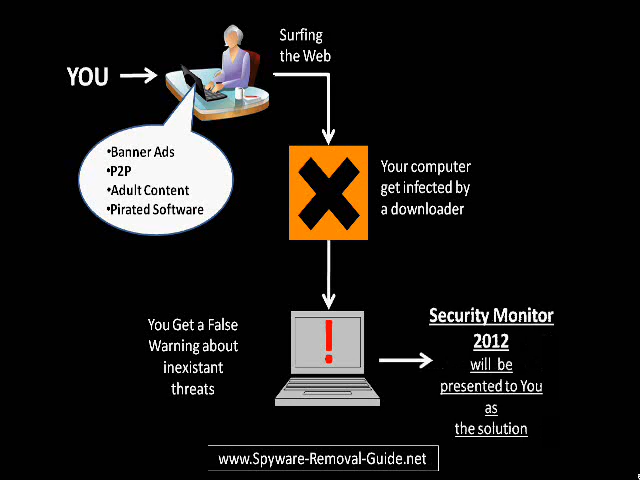 YOU
Surfing
the Web
•Banner Ads
•P2P
•Adult Content
•Pirated Software
Your computer
get infected by
a downloader
You Get a False
Warning about
inexistant
threats
!
Security Monitor
2012
will be
presented to You
as
the solution
www.Spyware-Removal-Guide.net